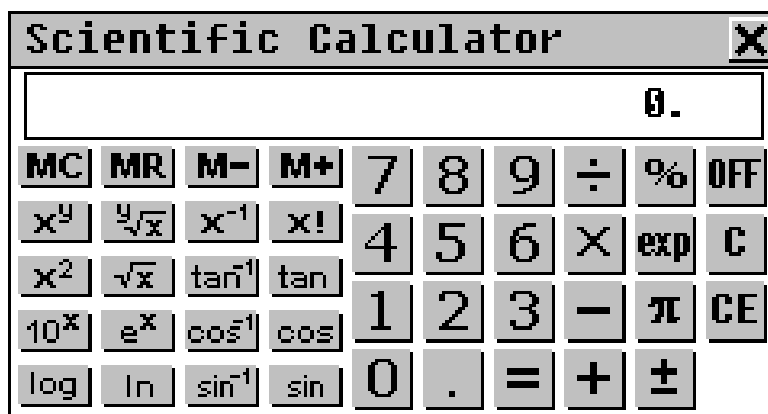 Scientific Calculator X
0.
MC MR M- M+ 7 8 9 ÷ % OFF
xʸ ʸ√x x⁻¹ x! 4 5 6 × exp C
x² √x tan⁻¹ tan 1 2 3 − π CE
10ˣ eˣ cos⁻¹ cos
log ln sin⁻¹ sin 0 . = + ±